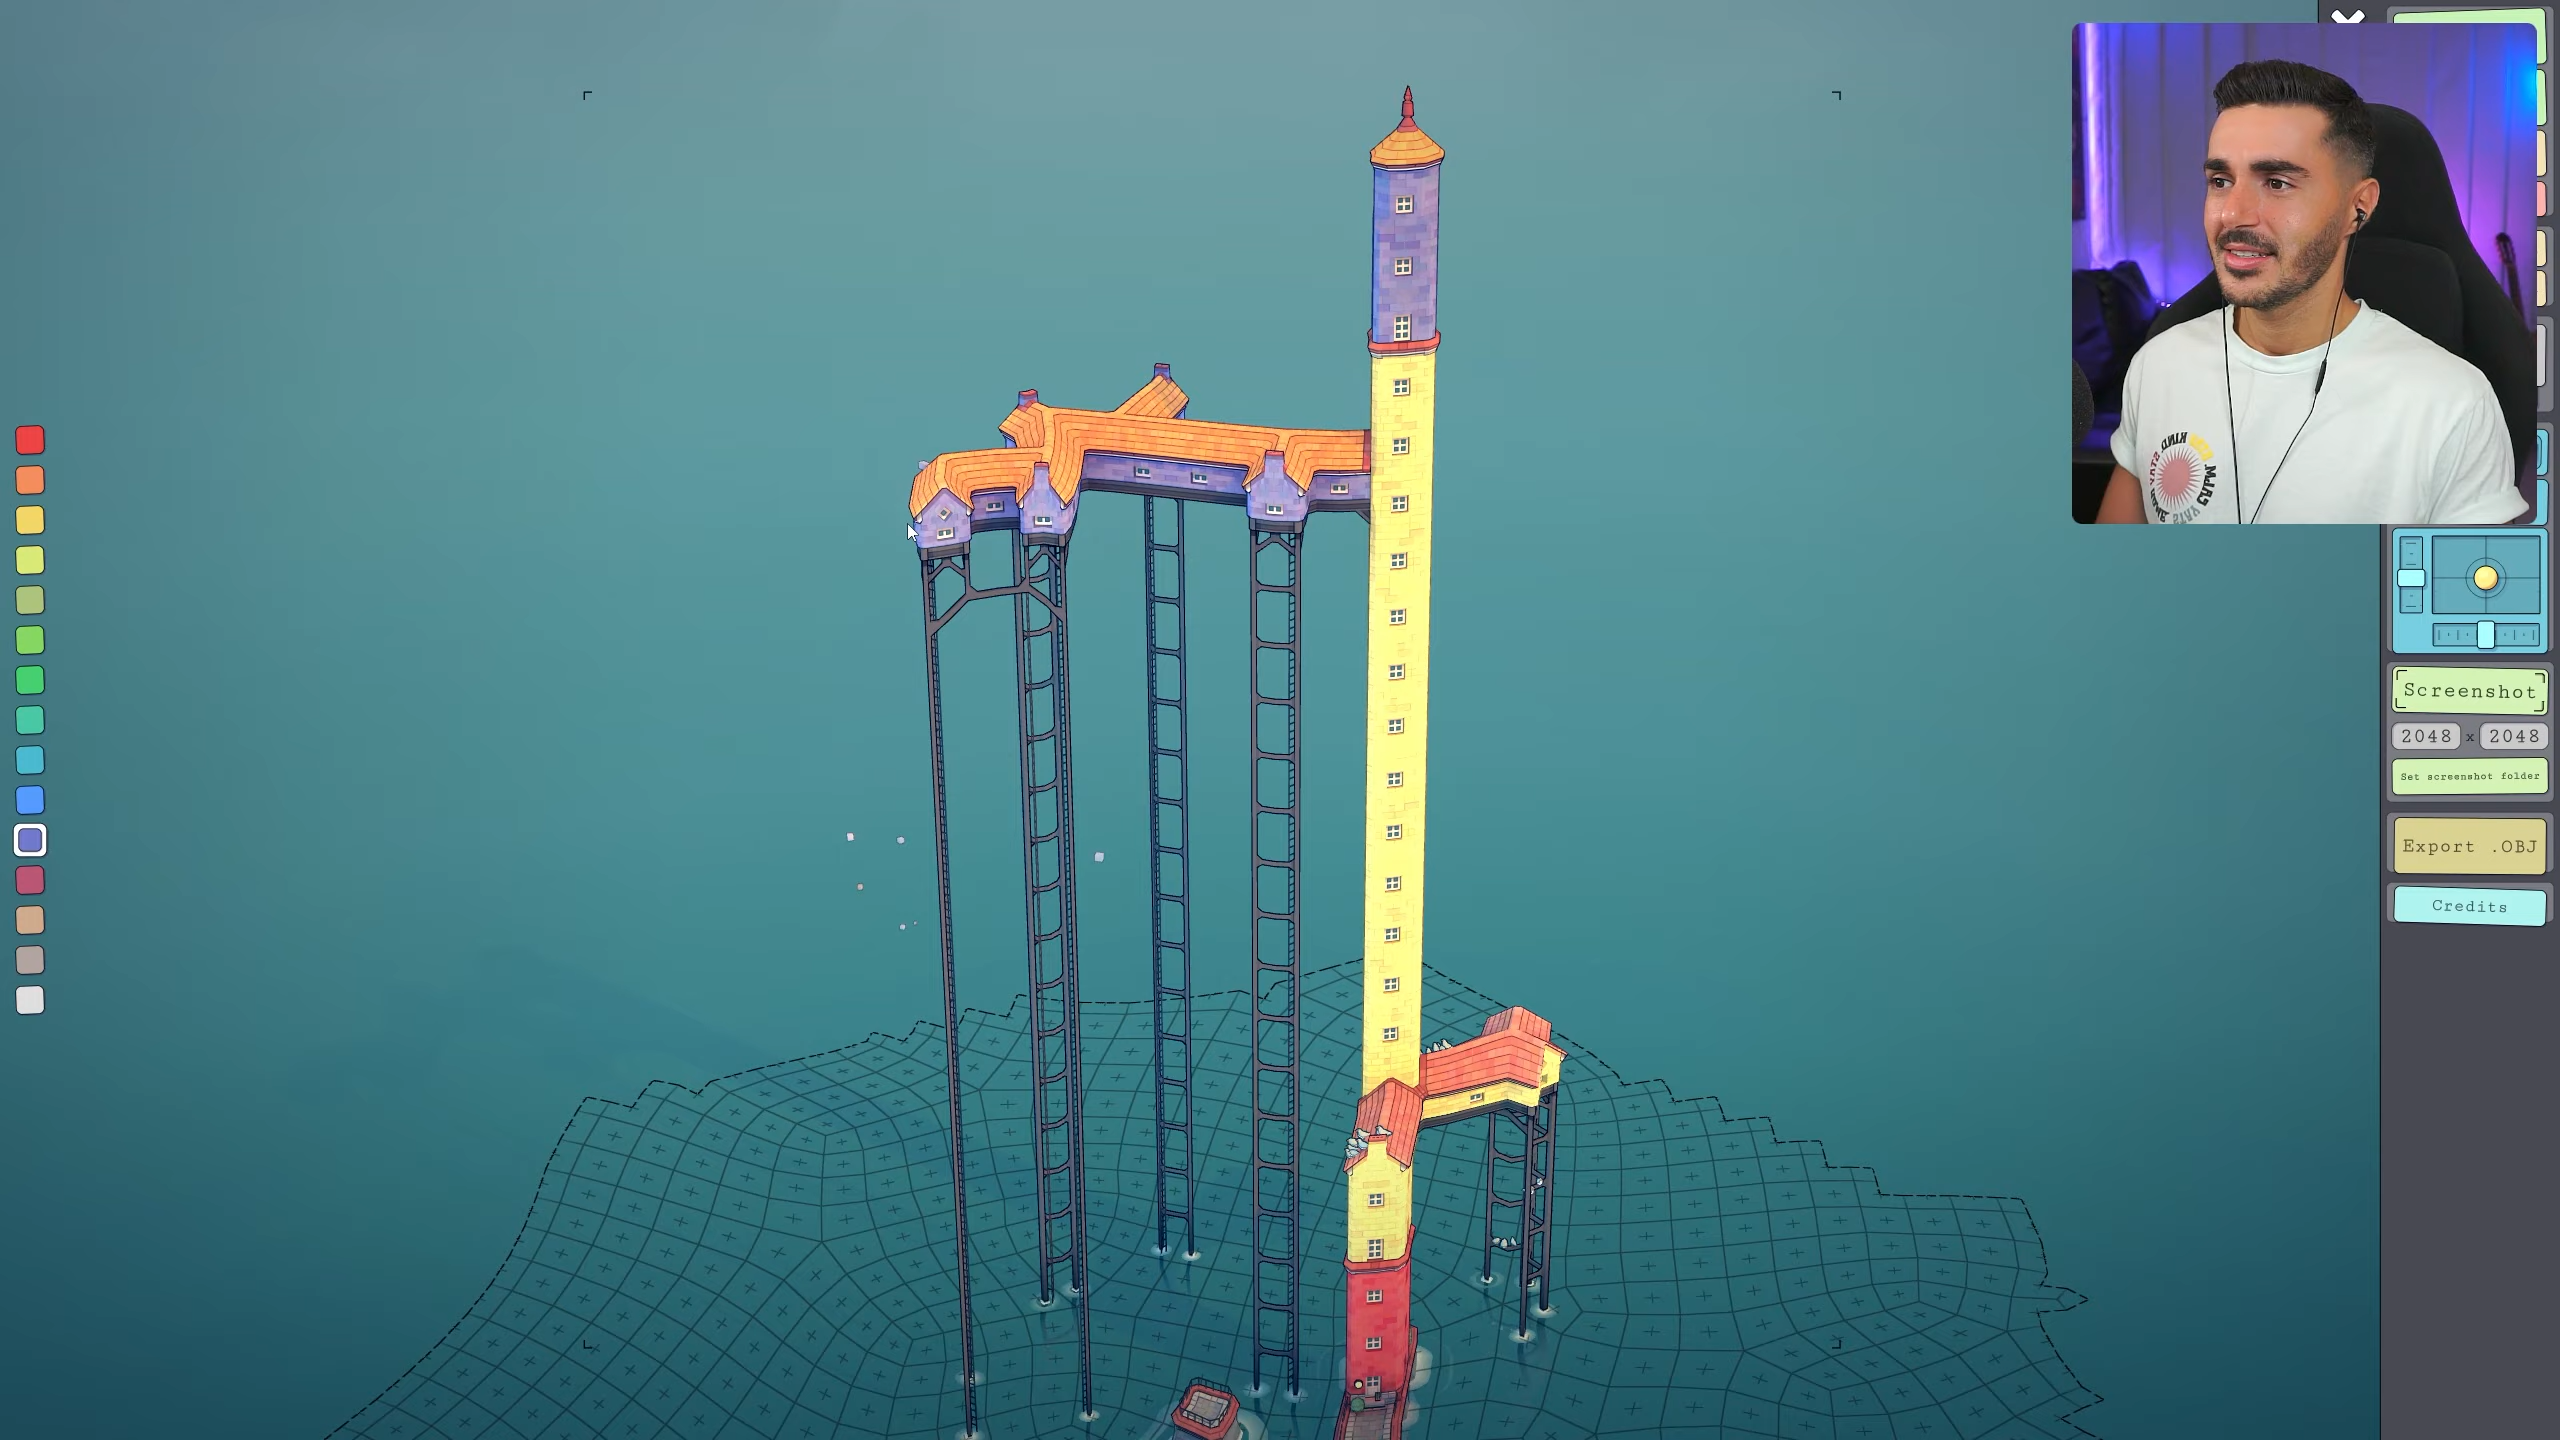 Screenshot
2048 x 2048
Set screenshot folder
Export .OBJ
Credits